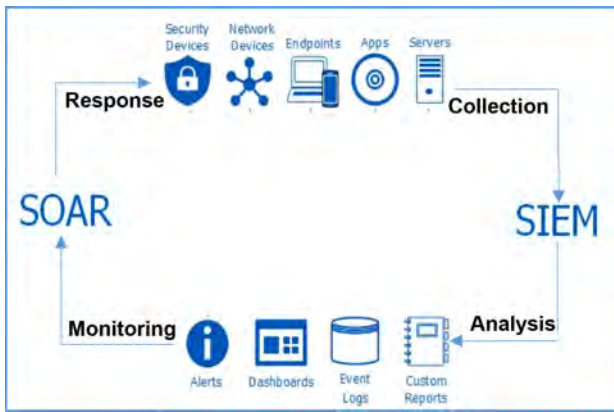 Security Devices
Network Devices
Endpoints
Apps
Servers
Response
Collection
SOAR
SIEM
Monitoring
Analysis
Alerts
Dashboards
Event Logs
Custom Reports